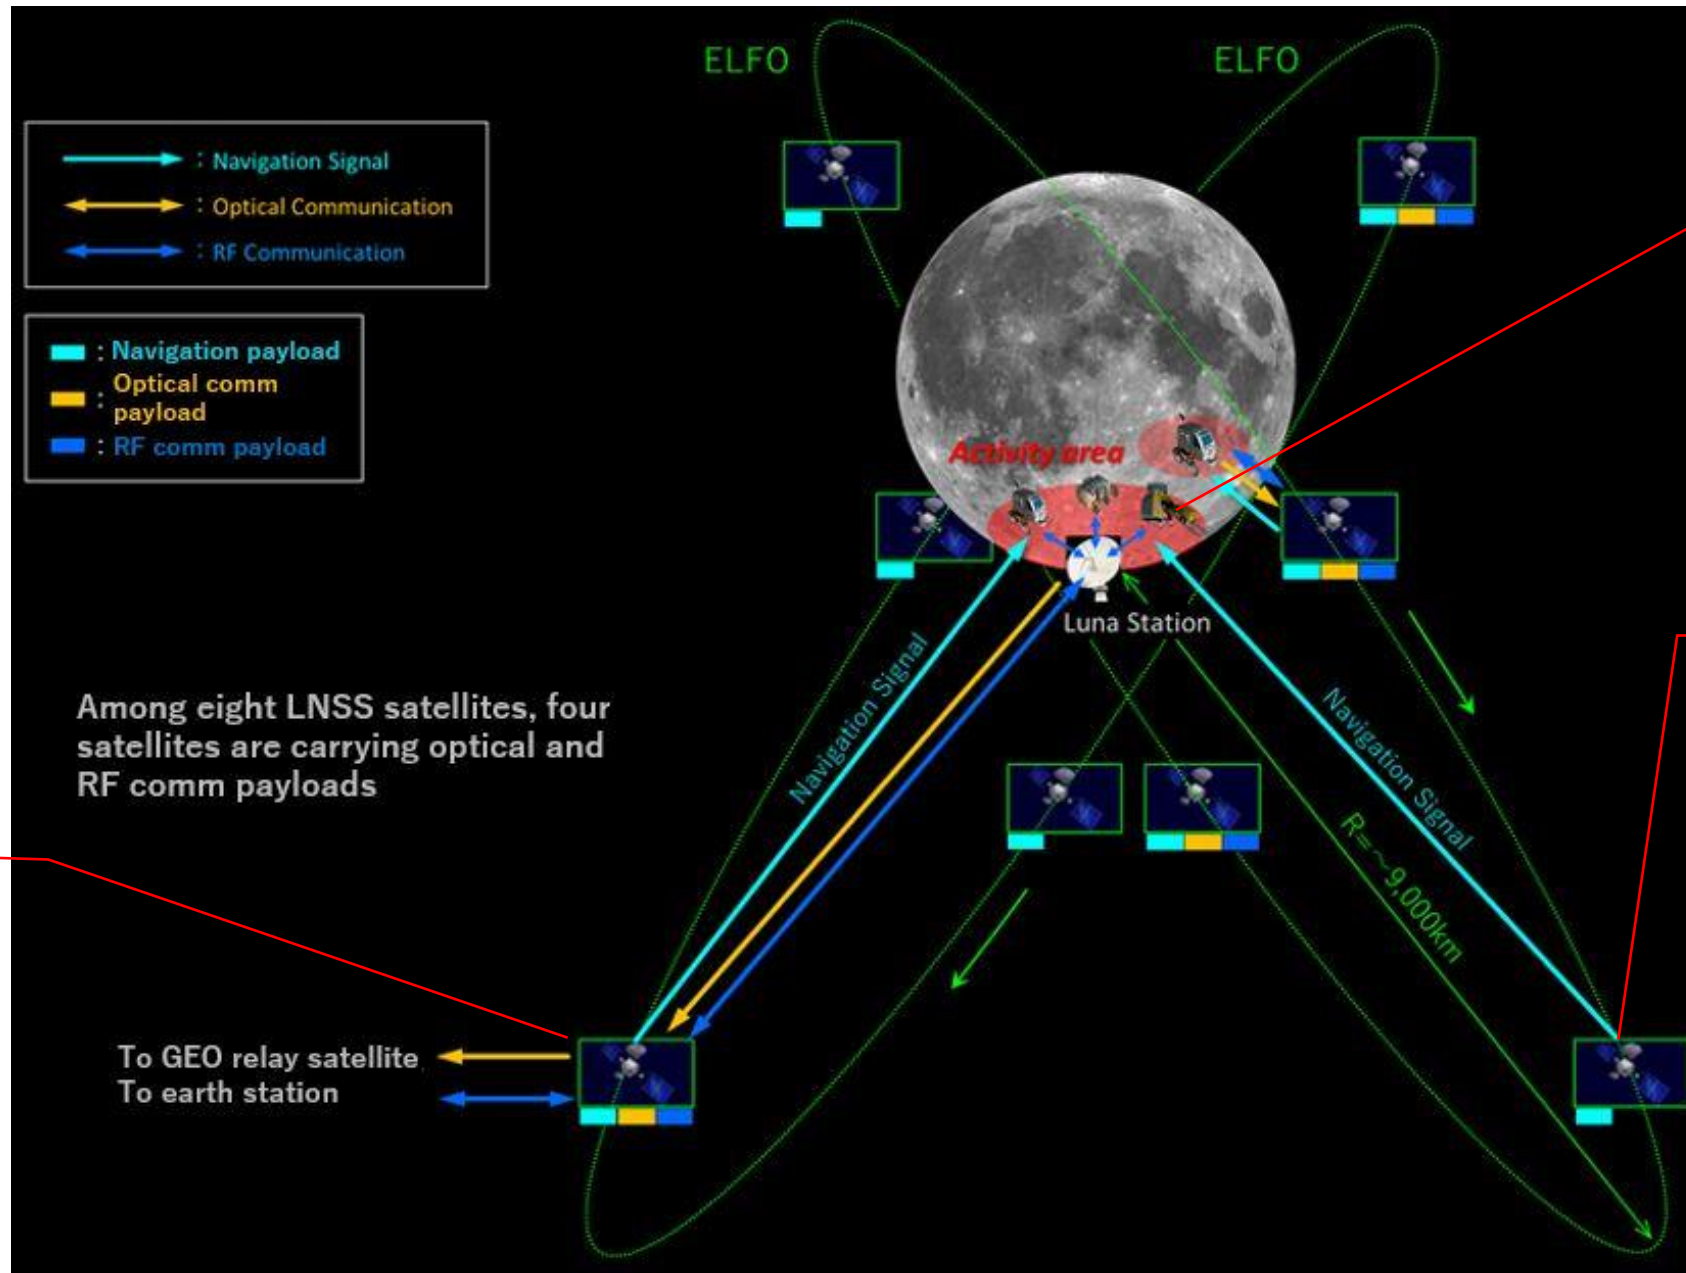 ELFO
ELFO
: Navigation Signal
: Optical Communication
: RF Communication
: Navigation payload
: Optical comm
payload
: RF comm payload
Activity area
Luna Station
Navigation Signal
Navigation Signal
R=~9,000km
Among eight LNSS satellites, four
satellites are carrying optical and
RF comm payloads
To GEO relay satellite
To earth station